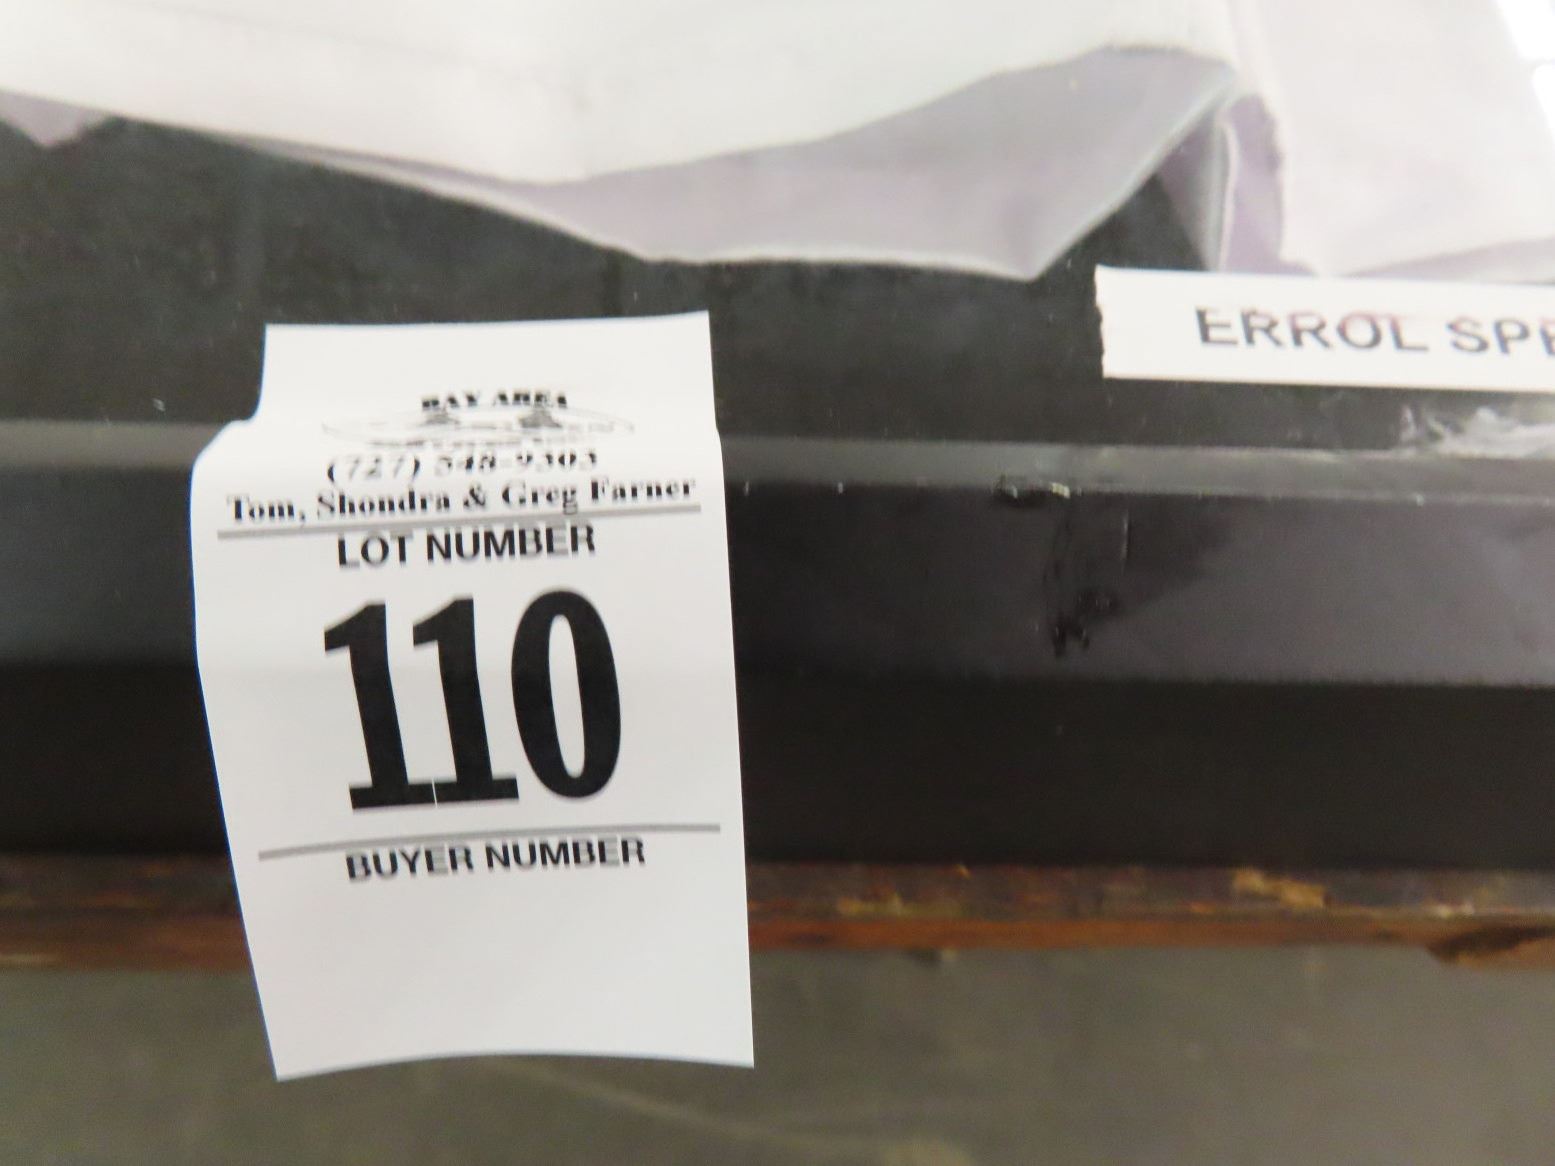 BAY AREA
(727) 548-9303
Tom, Shondra & Greg Farner
LOT NUMBER
110
BUYER NUMBER
ERROL SPE